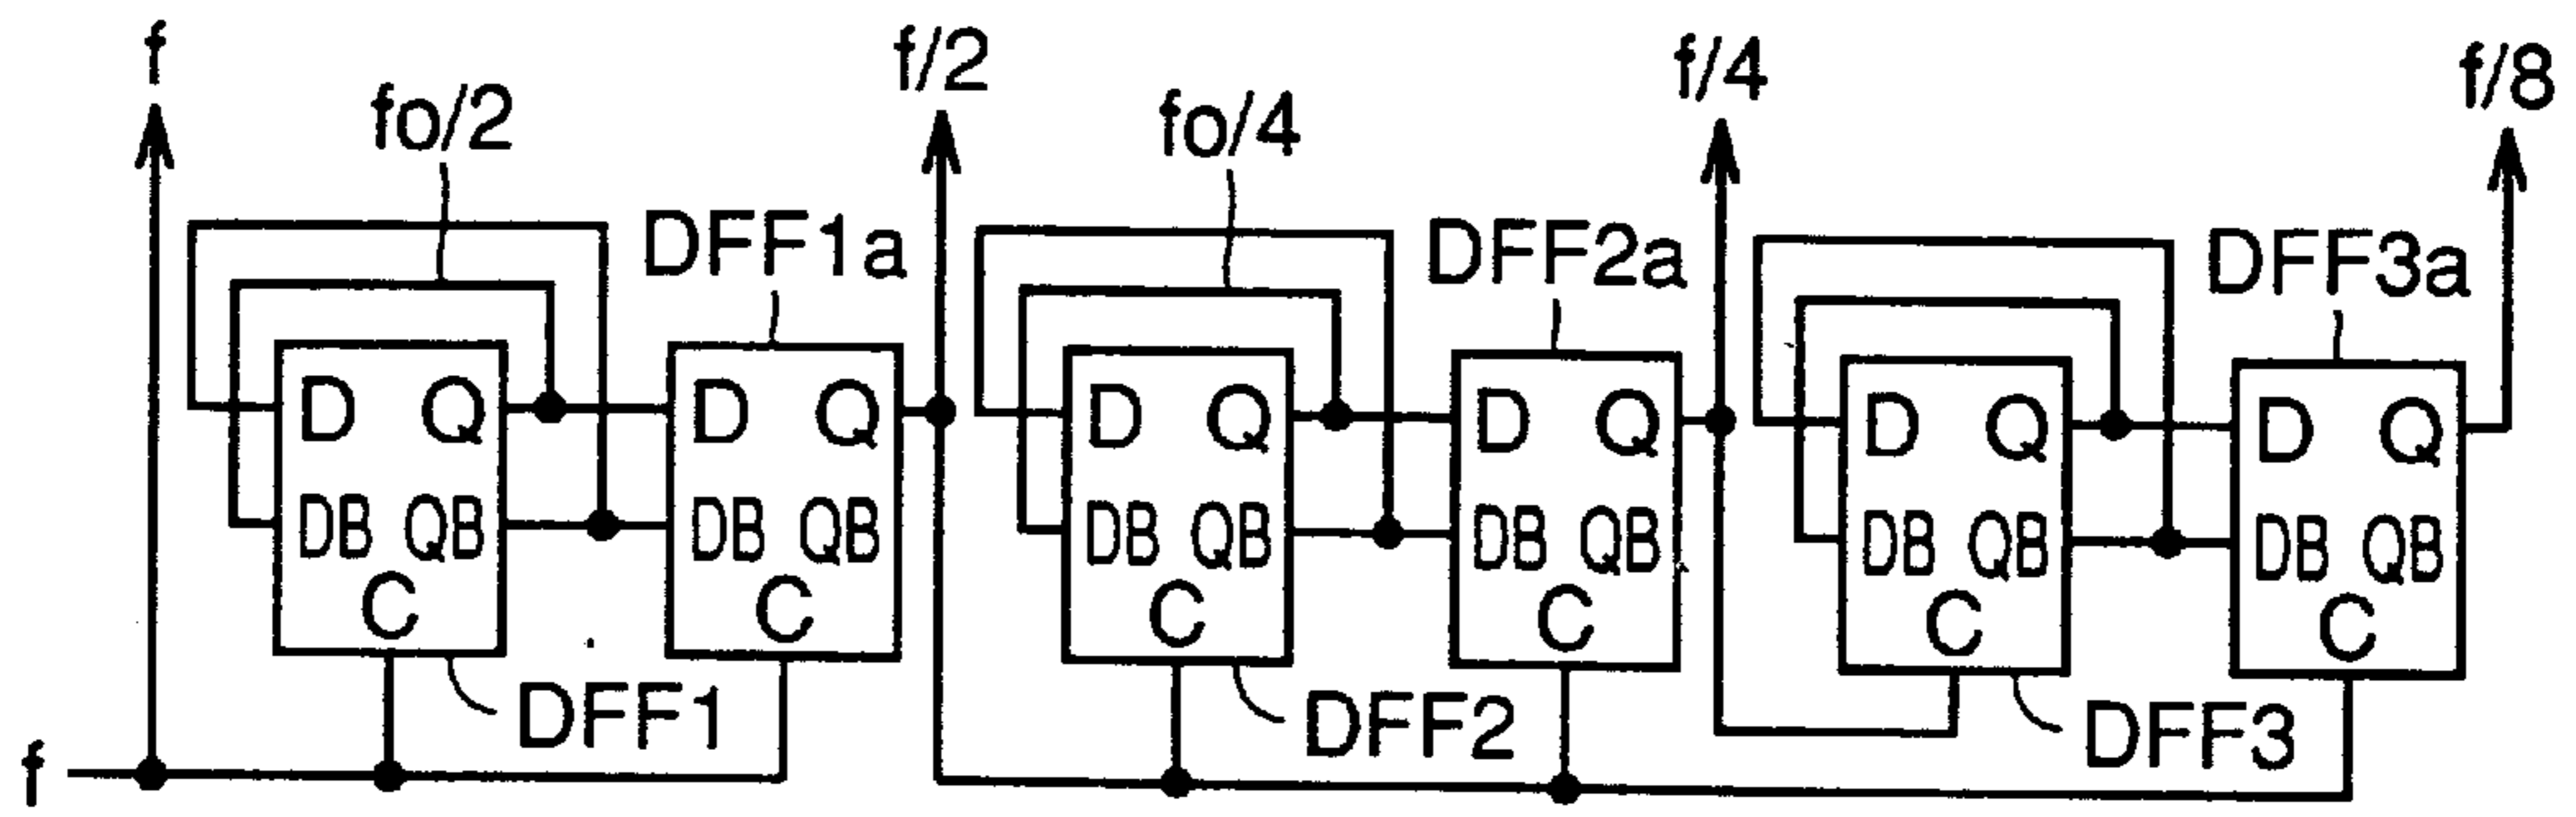 f
fo/2
f/2
fo/4
f/4
f/8
DFF1a
DFF2a
DFF3a
D Q
DB QB
C
D Q
DB QB
C
D Q
DB QB
C
D Q
DB QB
C
D Q
DB QB
C
D Q
DB QB
C
DFF1
DFF2
DFF3
f